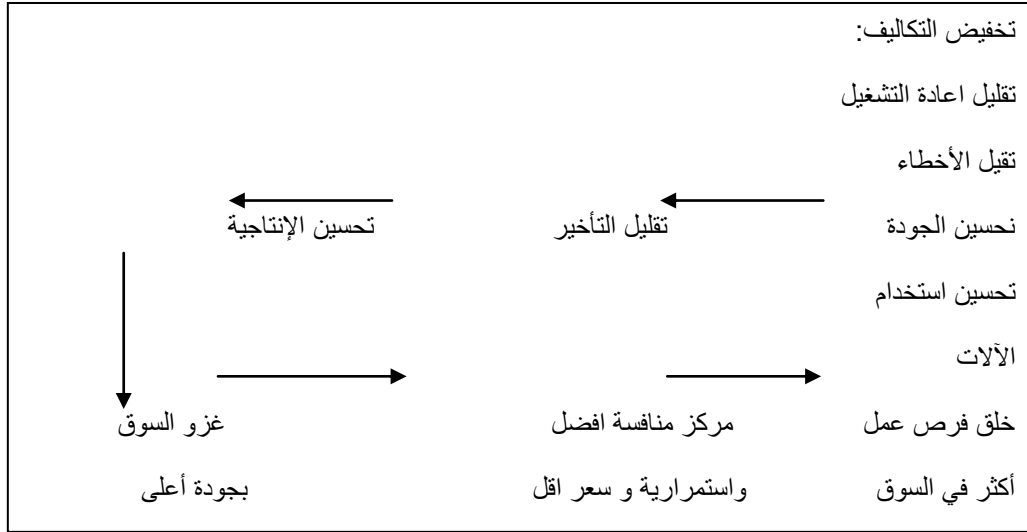 تخفيض التكاليف:
تقليل اعادة التشغيل
تقيل الأخطاء
نحسين الجودة تقليل التأخير تحسين الإنتاجية
تحسين استخدام
الآلات
خلق فرص عمل مركز منافسة افضل غزو السوق
أكثر في السوق واستمرارية و سعر اقل بجودة أعلى